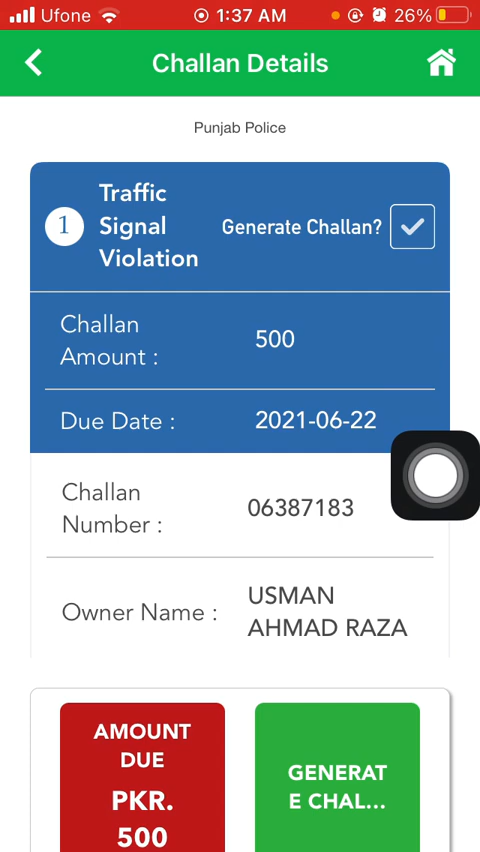 Ufone 1:37 AM 26%
Challan Details
Punjab Police
1 Traffic Signal Violation Generate Challan?
Challan Amount : 500
Due Date : 2021-06-22
Challan Number : 06387183
Owner Name : USMAN AHMAD RAZA
AMOUNT
DUE
PKR.
500
GENERAT
E CHAL...